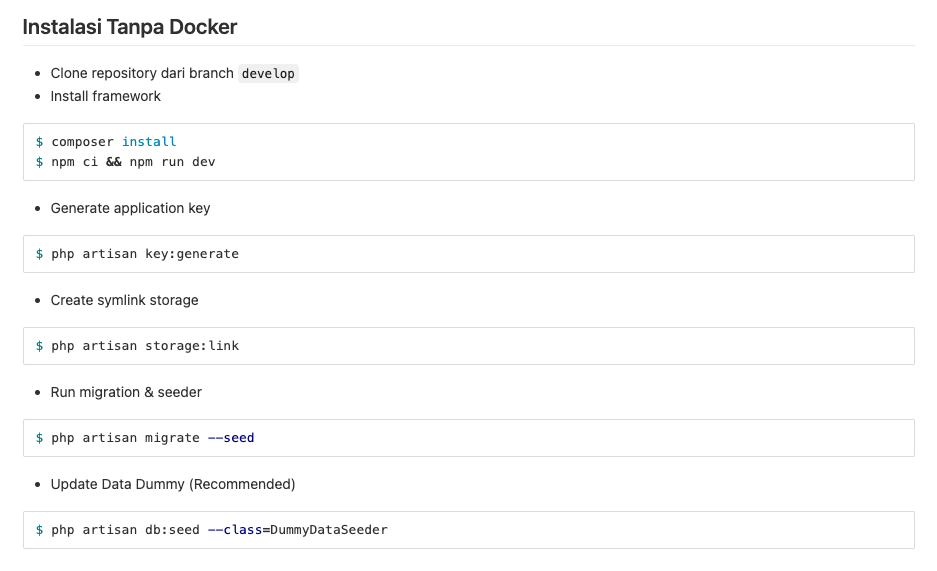 Instalasi Tanpa Docker
• Clone repository dari branch develop
• Install framework
$ composer install
$ npm ci && npm run dev
• Generate application key
$ php artisan key:generate
• Create symlink storage
$ php artisan storage:link
• Run migration & seeder
$ php artisan migrate --seed
• Update Data Dummy (Recommended)
$ php artisan db:seed --class=DummyDataSeeder